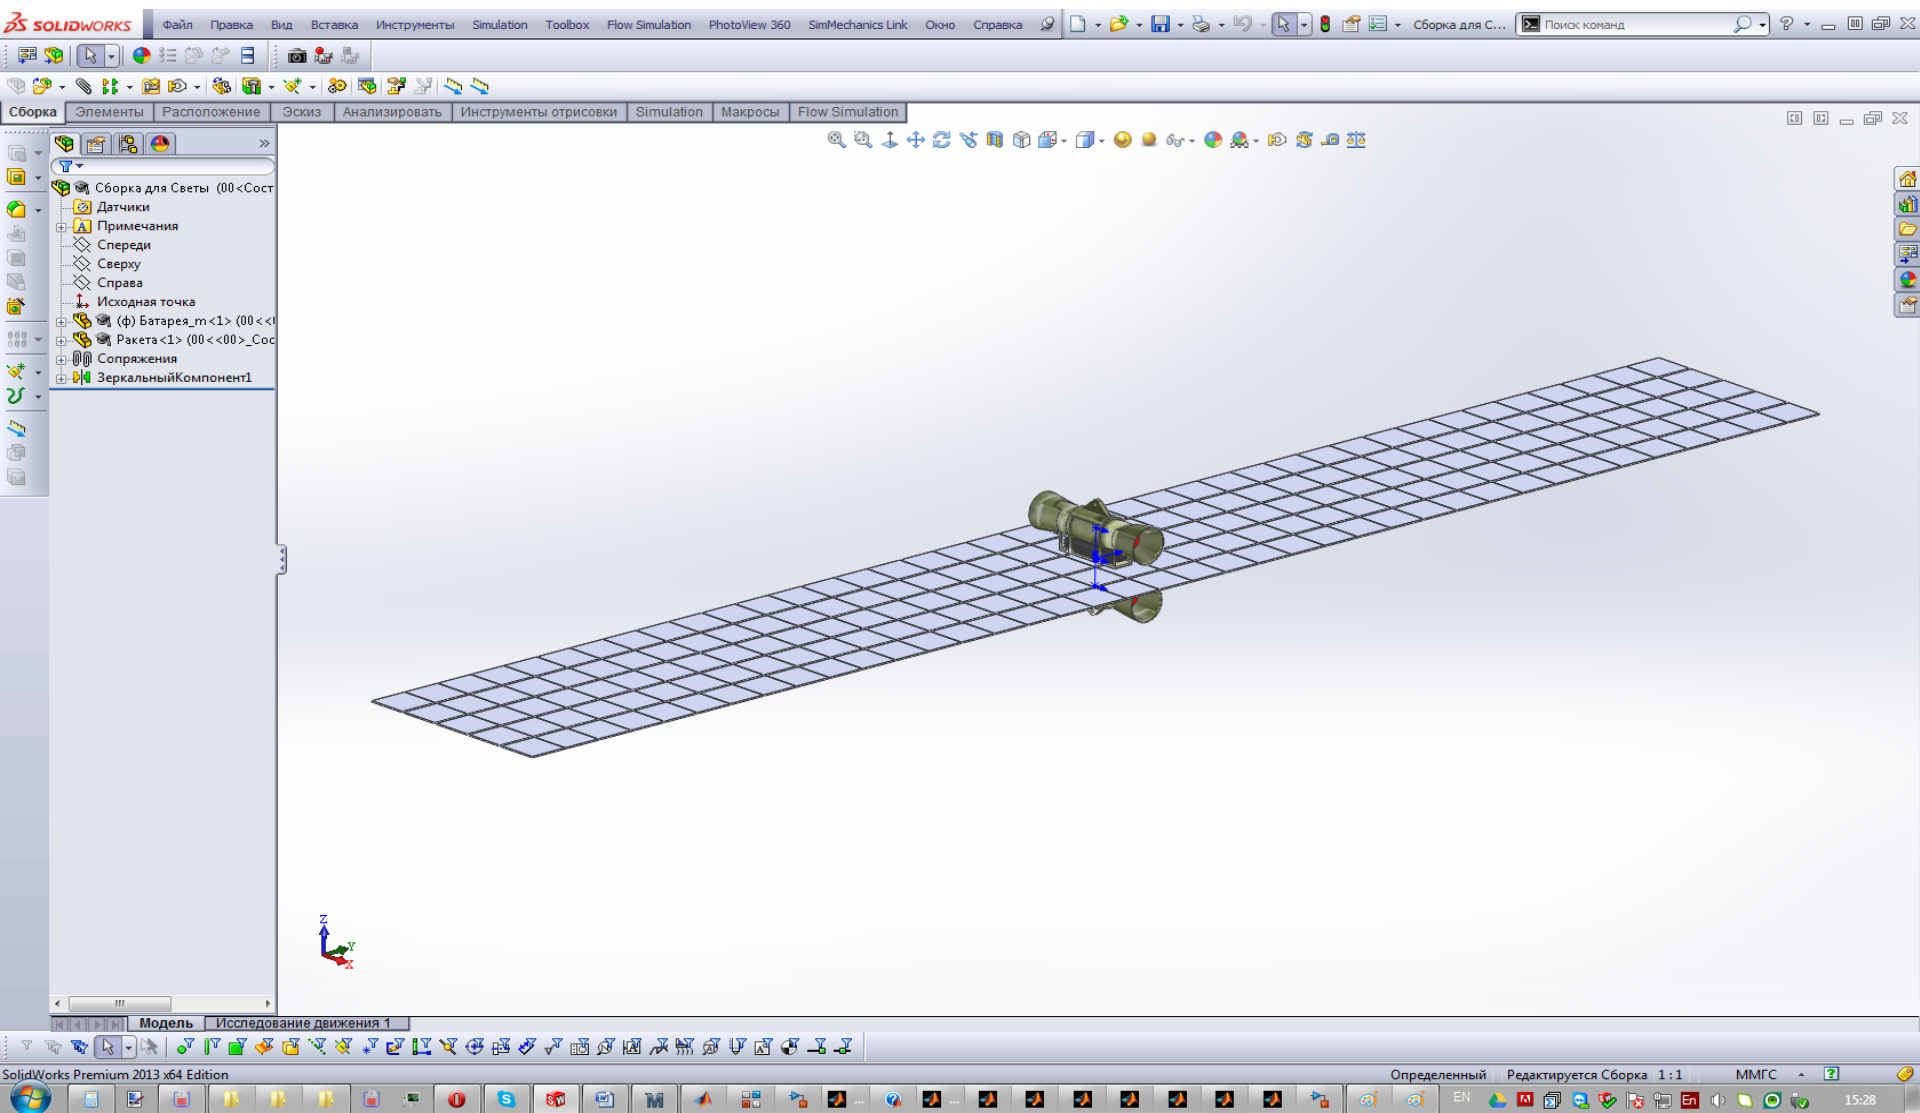 SOLIDWORKS Файл Правка Вид Вставка Инструменты Simulation Toolbox Flow Simulation PhotoView 360 SimMechanics Link Окно Справка Сборка для С... Поиск команд
Сборка Элементы Расположение Эскиз Анализировать Инструменты отрисовки Simulation Макросы Flow Simulation
Сборка для Светы (00<Сост
Датчики
Примечания
Спереди
Сверху
Справа
Исходная точка
(ф) Батарея_m<1> (00<<
Ракета<1> (00<<00>_Сос
Сопряжения
ЗеркальныйКомпонент1
Z
Y
X
Модель Исследование движения 1
SolidWorks Premium 2013 x64 Edition Определенный Редактируется Сборка 1 : 1 ММГС
EN En 15:28